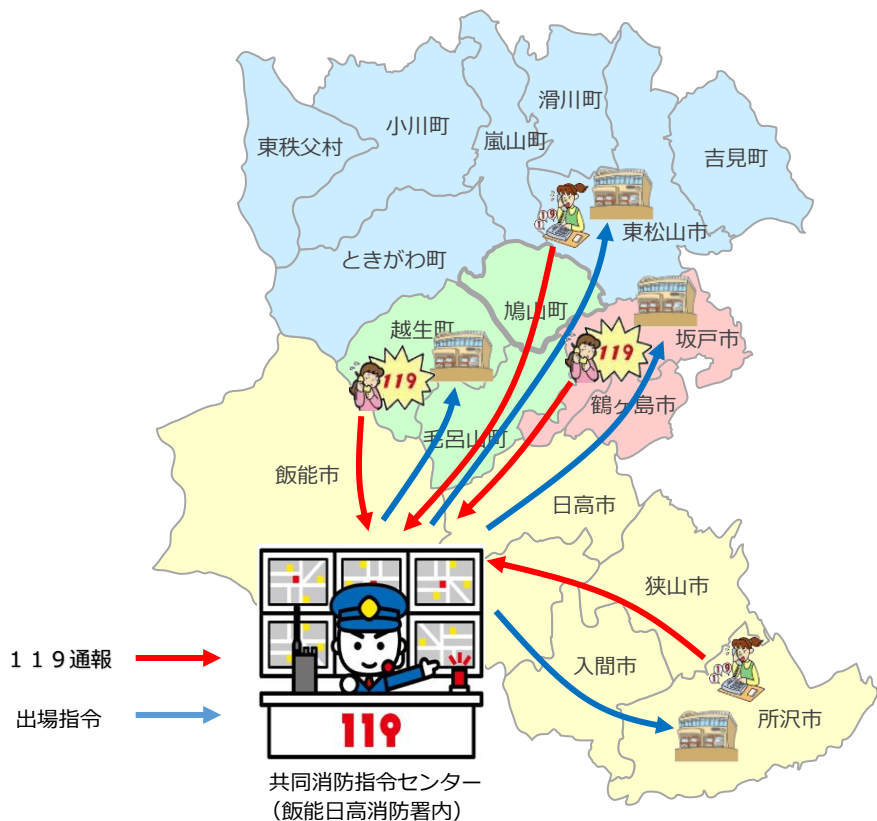 滑川町
小川町
嵐山町
東秩父村
吉見町
東松山市
ときがわ町
鳩山町
越生町
坂戸市
119
119
鶴ヶ島市
毛呂山町
飯能市
日高市
狭山市
１１９通報
入間市
出場指令
所沢市
119
共同消防指令センター
（飯能日高消防署内）